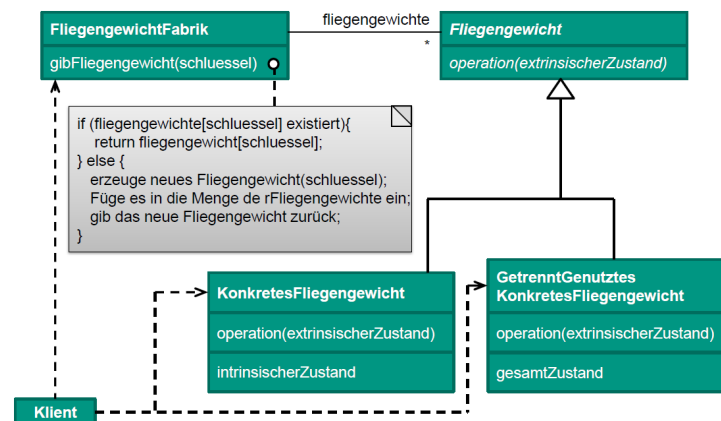 FliegengewichtFabrik
gibFliegengewicht(schluessel)
fliegengewichte
*
Fliegengewicht
operation(extrinsischerZustand)
if (fliegengewichte[schluessel] existiert){
return fliegengewicht[schluessel];
} else {
erzeuge neues Fliegengewicht(schluessel);
Füge es in die Menge de rFliegengewichte ein;
gib das neue Fliegengewicht zurück;
}
KonkretesFliegengewicht
operation(extrinsischerZustand)
intrinsischerZustand
GetrenntGenutztes
KonkretesFliegengewicht
operation(extrinsischerZustand)
gesamtZustand
Klient